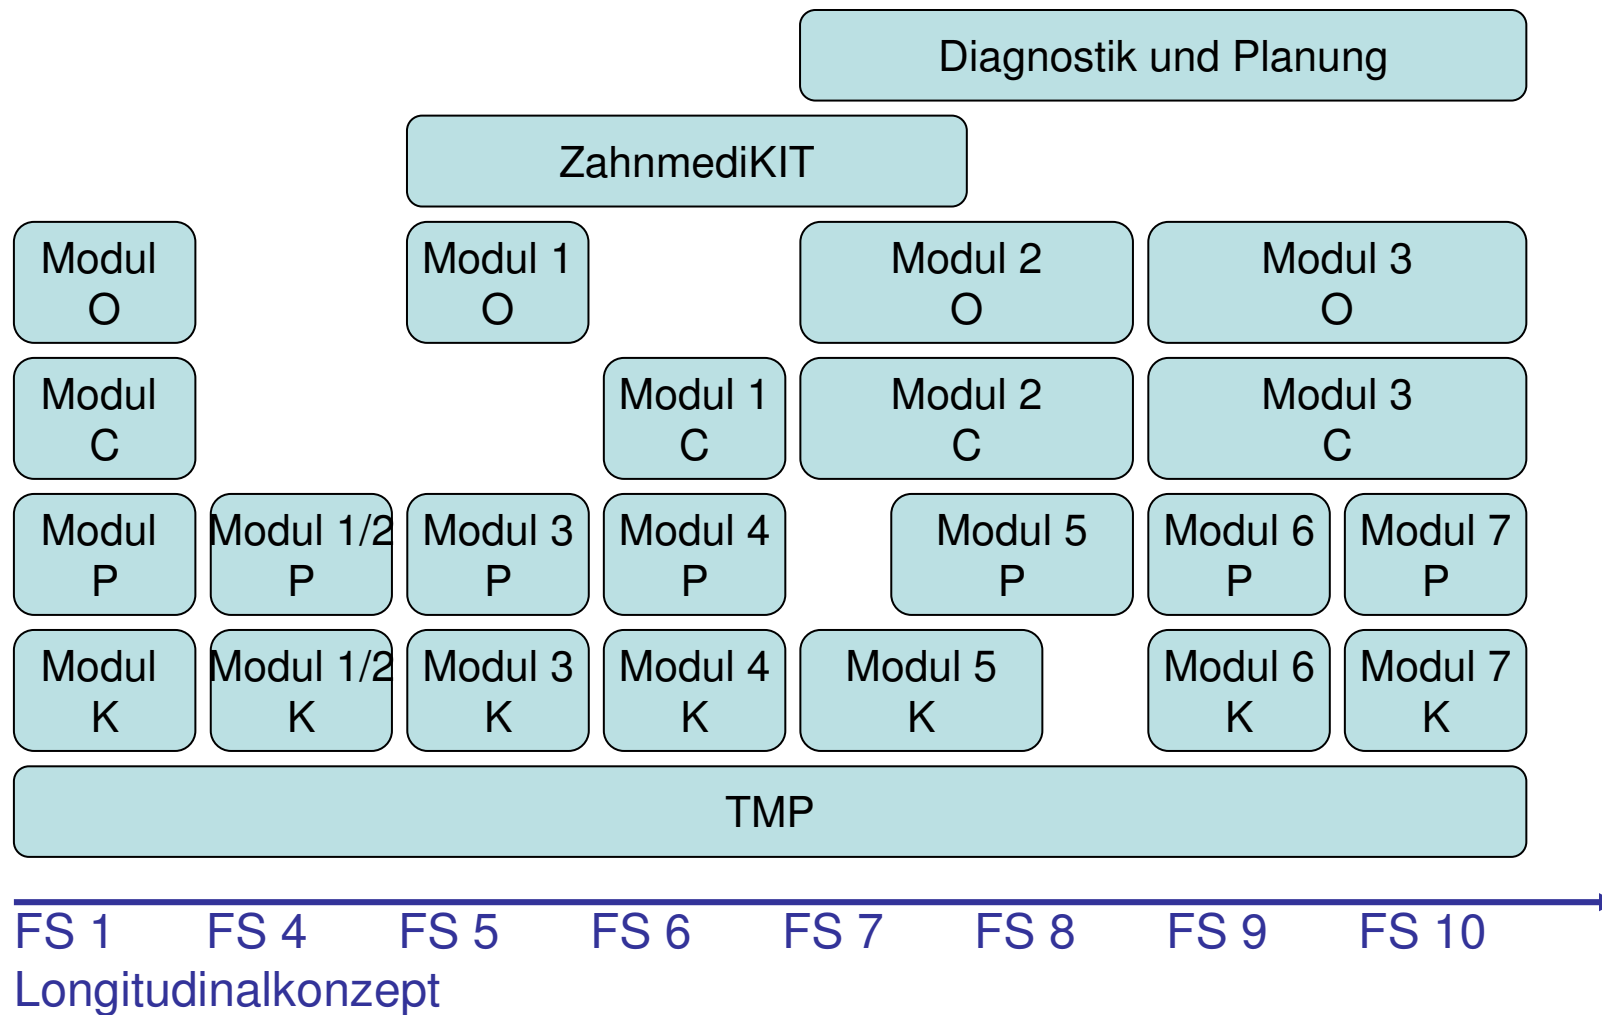 Diagnostik und Planung
ZahnmediKIT
Modul
O
Modul 1
O
Modul 2
O
Modul 3
O
Modul
C
Modul 1
C
Modul 2
C
Modul 3
C
Modul
P
Modul 1/2
P
Modul 3
P
Modul 4
P
Modul 5
P
Modul 6
P
Modul 7
P
Modul
K
Modul 1/2
K
Modul 3
K
Modul 4
K
Modul 5
K
Modul 6
K
Modul 7
K
TMP
FS 1 FS 4 FS 5 FS 6 FS 7 FS 8 FS 9 FS 10
Longitudinalkonzept